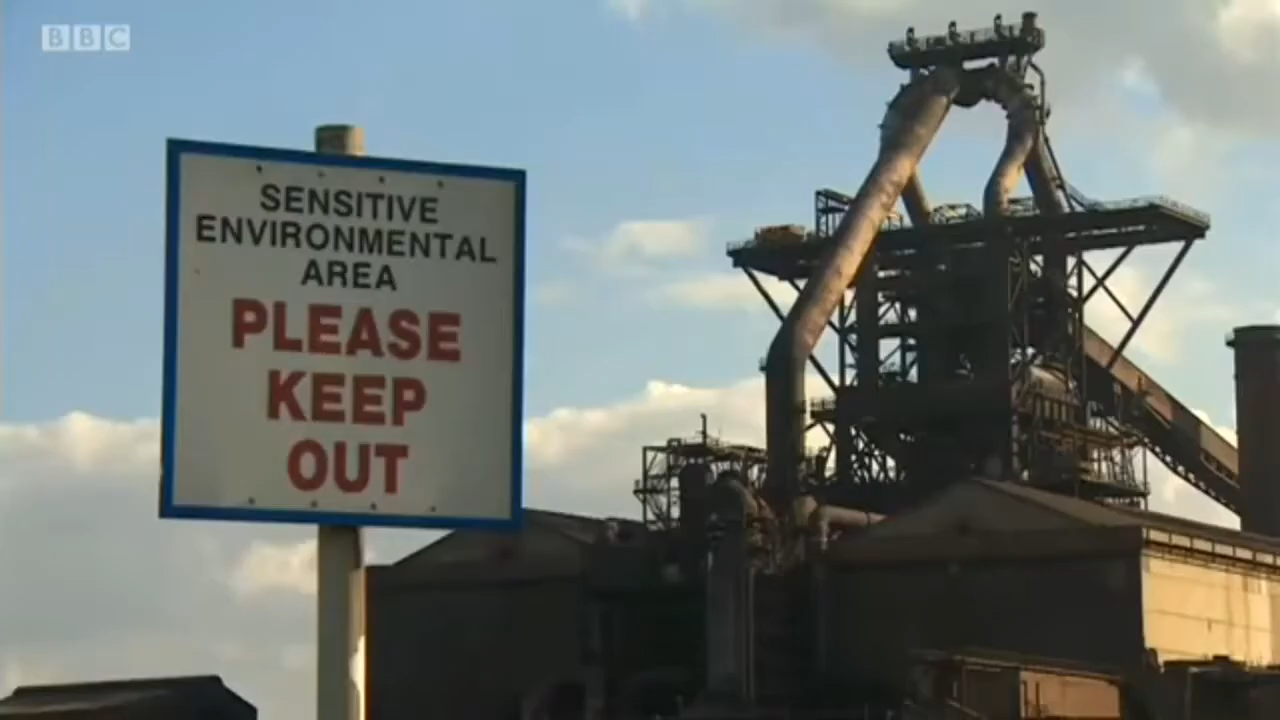 BBC
SENSITIVE
ENVIRONMENTAL
AREA
PLEASE
KEEP
OUT